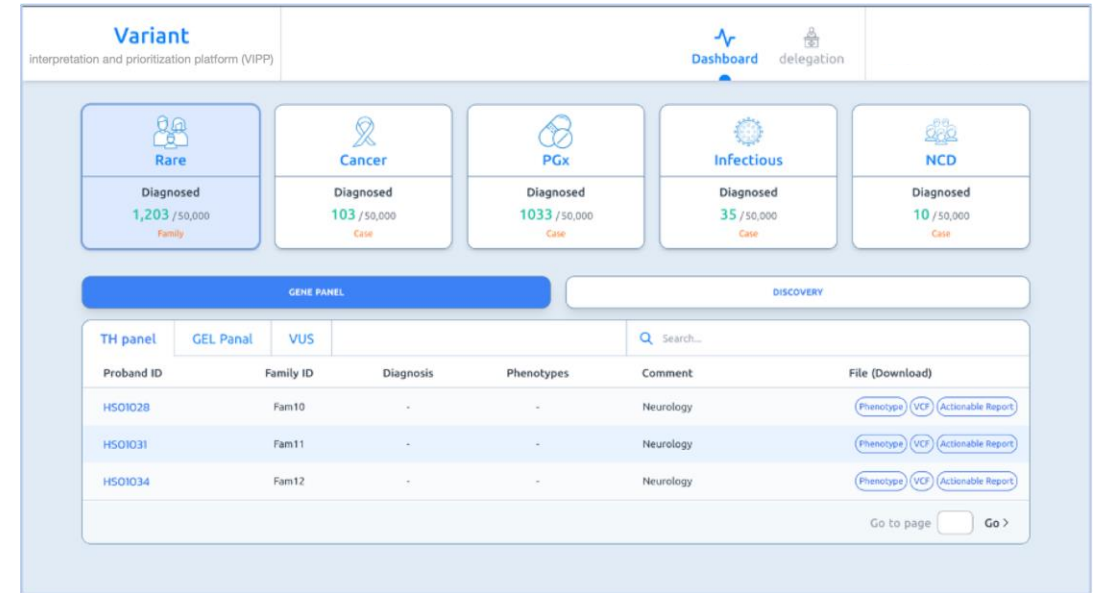 Variant
interpretation and prioritization platform (VIPP)
Dashboard delegation
Rare Cancer PGx Infectious NCD
Diagnosed Diagnosed Diagnosed Diagnosed Diagnosed
1,203 /50,000 103 /50,000 1033 /50,000 35 /50,000 10 /50,000
Family Case Case Case Case
GENE PANEL DISCOVERY
TH panel GEL Panal VUS Search...
Proband ID Family ID Diagnosis Phenotypes Comment File (Download)
HS01028 Fam10 - - Neurology Phenotype VCF Actionable Report
HS01031 Fam11 - - Neurology Phenotype VCF Actionable Report
HS01034 Fam12 - - Neurology Phenotype VCF Actionable Report
Go to page Go >